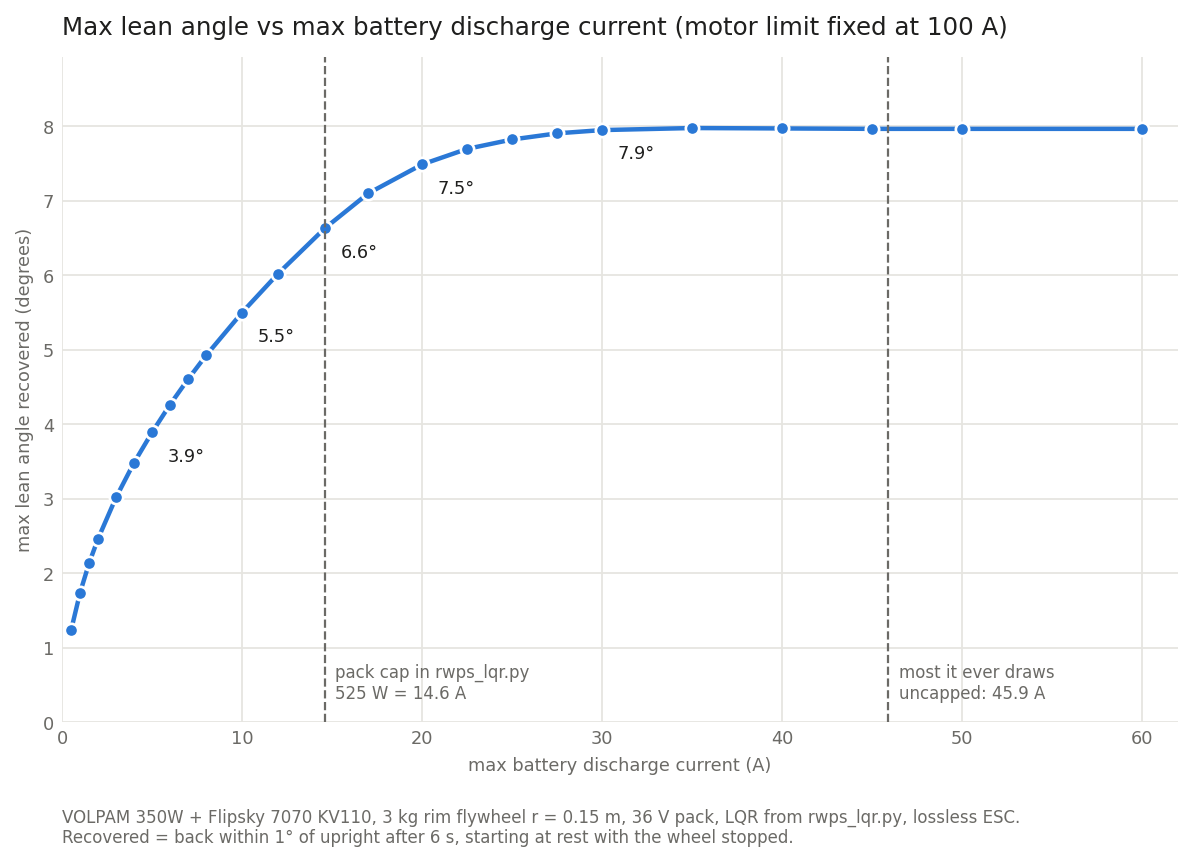 Max lean angle vs max battery discharge current (motor limit fixed at 100 A)
max lean angle recovered (degrees)
8
7
6
5
4
3
2
1
0
7.9°
7.5°
6.6°
5.5°
3.9°
pack cap in rwps_lqr.py
525 W = 14.6 A
most it ever draws
uncapped: 45.9 A
0 10 20 30 40 50 60
max battery discharge current (A)
VOLPAM 350W + Flipsky 7070 KV110, 3 kg rim flywheel r = 0.15 m, 36 V pack, LQR from rwps_lqr.py, lossless ESC.
Recovered = back within 1° of upright after 6 s, starting at rest with the wheel stopped.